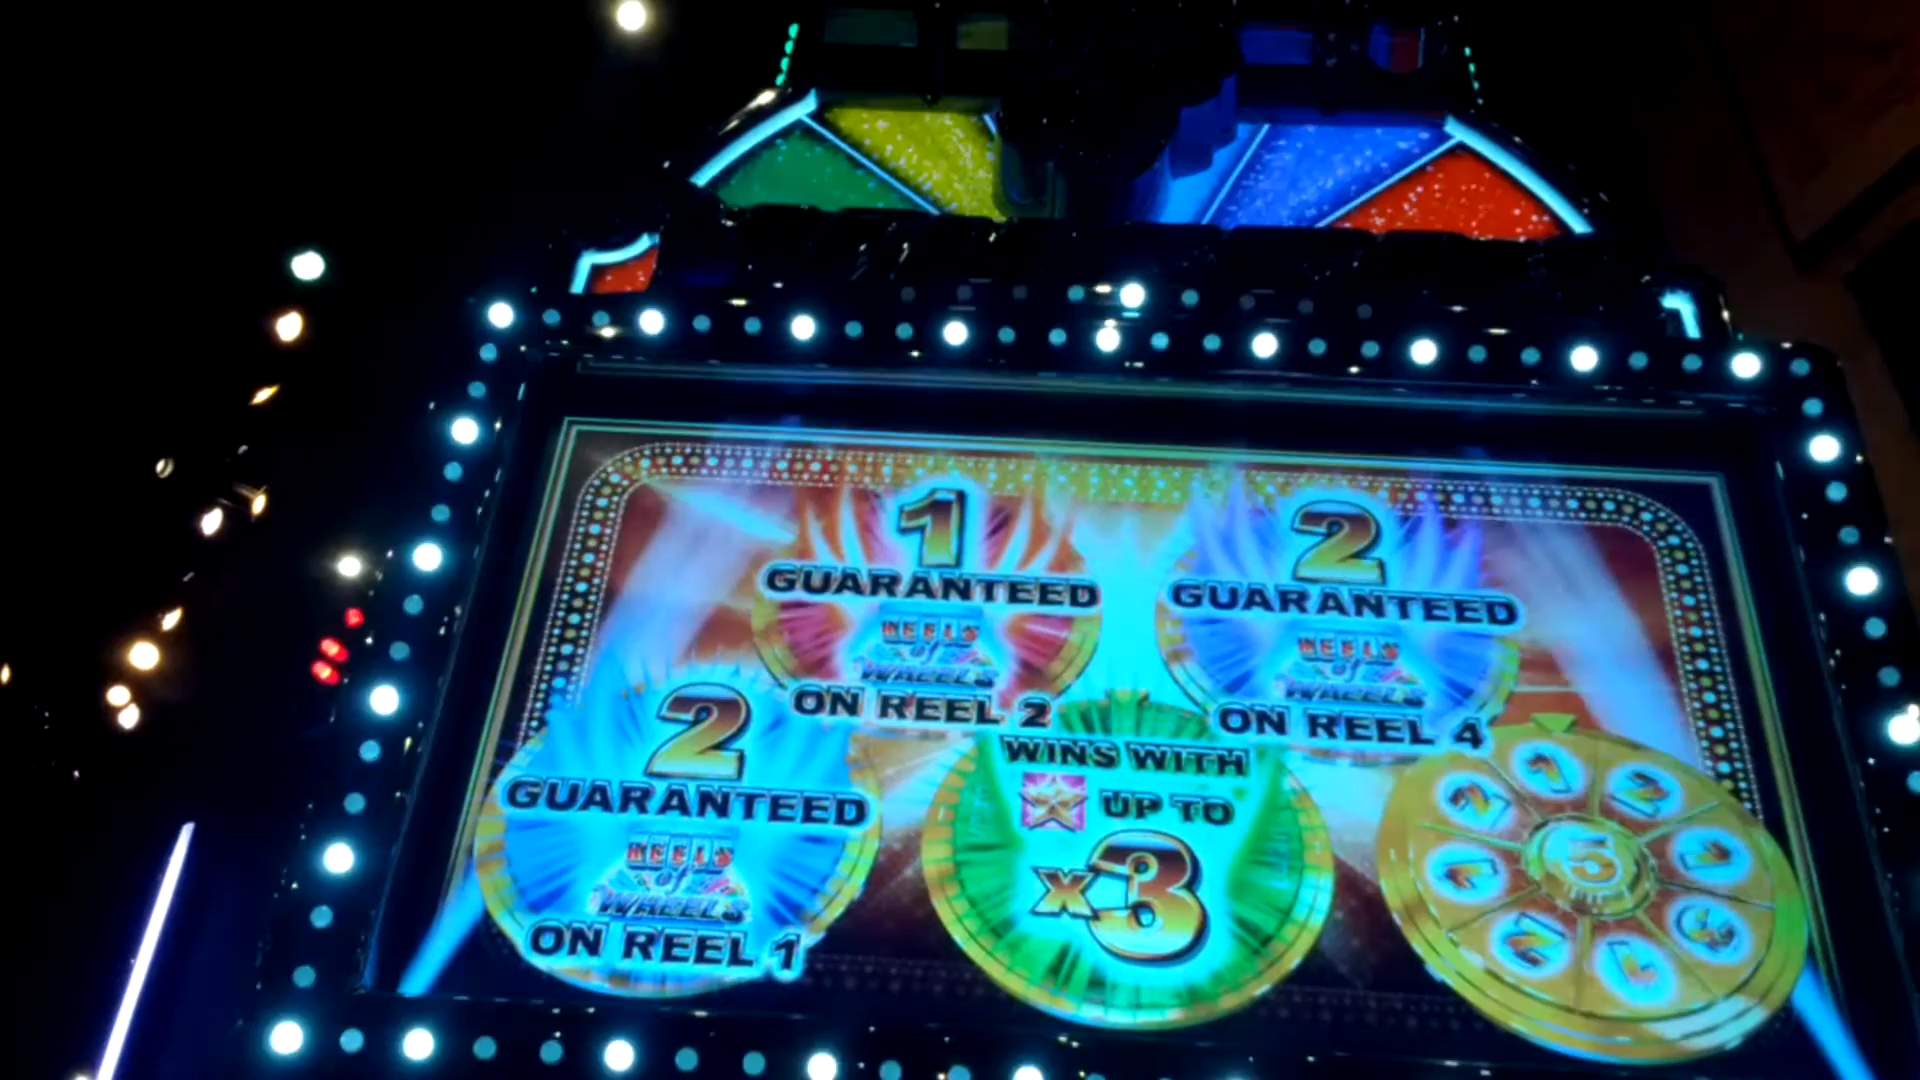 1
GUARANTEED
REELS
of
WHEELS
ON REEL 2
2
GUARANTEED
REELS
of
WHEELS
ON REEL 4
2
GUARANTEED
REELS
of
WHEELS
ON REEL 1
WINS WITH
UP TO
x3
5